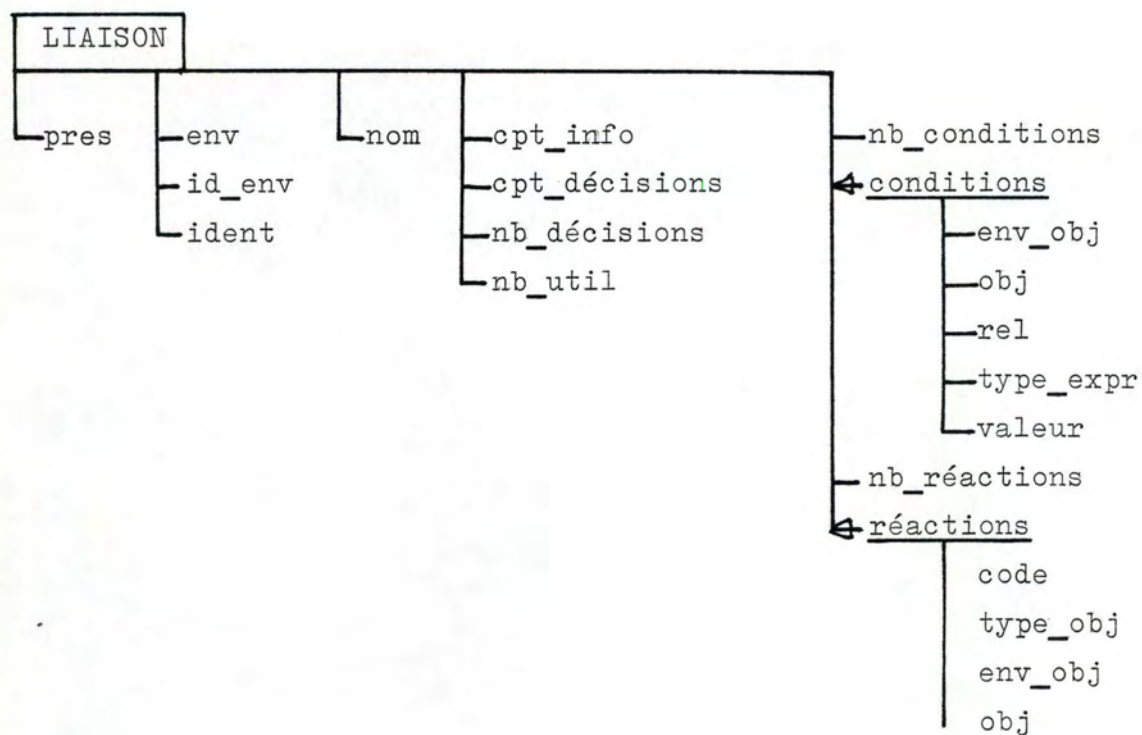 LIAISON
pres
env
id_env
ident
nom
cpt_info
cpt_décisions
nb_décisions
nb_util
nb_conditions
conditions
env_obj
obj
rel
type_expr
valeur
nb_réactions
réactions
code
type_obj
env_obj
obj